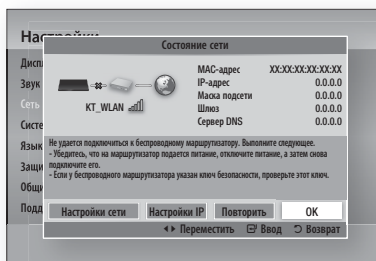 Настройки
Дисп
Звук
Сеть
Систе
Язык
Защи
Общи
Подд
Состояние сети
MAC-адрес XX:XX:XX:XX:XX:XX
IP-адрес 0.0.0.0
Маска подсети 0.0.0.0
Шлюз 0.0.0.0
Сервер DNS 0.0.0.0
KT_WLAN
Не удается подключиться к беспроводному маршрутизатору. Выполните следующее.
- Убедитесь, что на маршрутизатор подается питание, отключите питание, а затем снова
подключите его.
- Если у беспроводного маршрутизатора указан ключ безопасности, проверьте этот ключ.
Настройки сети Настройки IP Повторить OK
Переместить Ввод Возврат